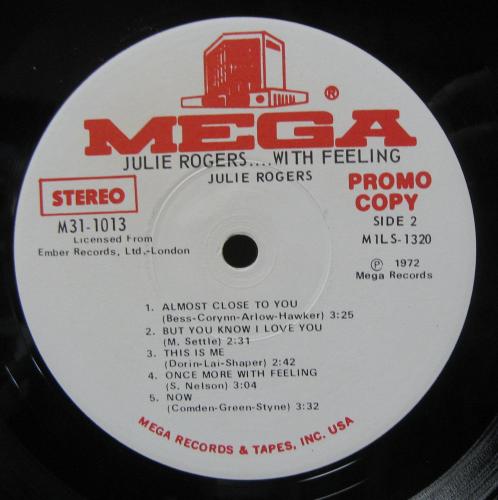 MEGA ®
JULIE ROGERS....WITH FEELING
JULIE ROGERS
STEREO
M31-1013
Licensed From
Ember Records, Ltd.-London
PROMO
COPY
SIDE 2
M1LS-1320
℗ 1972
Mega Records
1. ALMOST CLOSE TO YOU
(Bess-Corynn-Arlow-Hawker) 3:25
2. BUT YOU KNOW I LOVE YOU
(M. Settle) 2:31
3. THIS IS ME
(Dorin-Lai-Shaper) 2:42
4. ONCE MORE WITH FEELING
(S. Nelson) 3:04
5. NOW
(Comden-Green-Styne) 3:32
MEGA RECORDS & TAPES, INC. USA